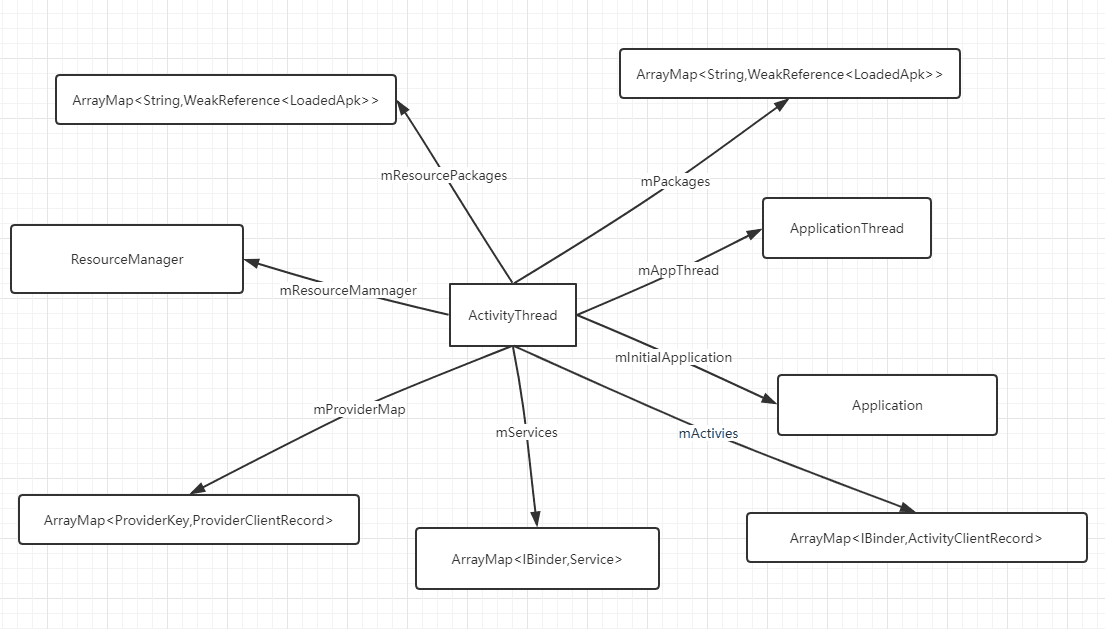 ArrayMap<String,WeakReference<LoadedApk>>
ArrayMap<String,WeakReference<LoadedApk>>
mResourcePackages
mPackages
ApplicationThread
ResourceManager
mAppThread
mResourceMamnager
ActivityThread
mInitialApplication
Application
mProviderMap
mServices
mActivies
ArrayMap<ProviderKey,ProviderClientRecord>
ArrayMap<IBinder,ActivityClientRecord>
ArrayMap<IBinder,Service>